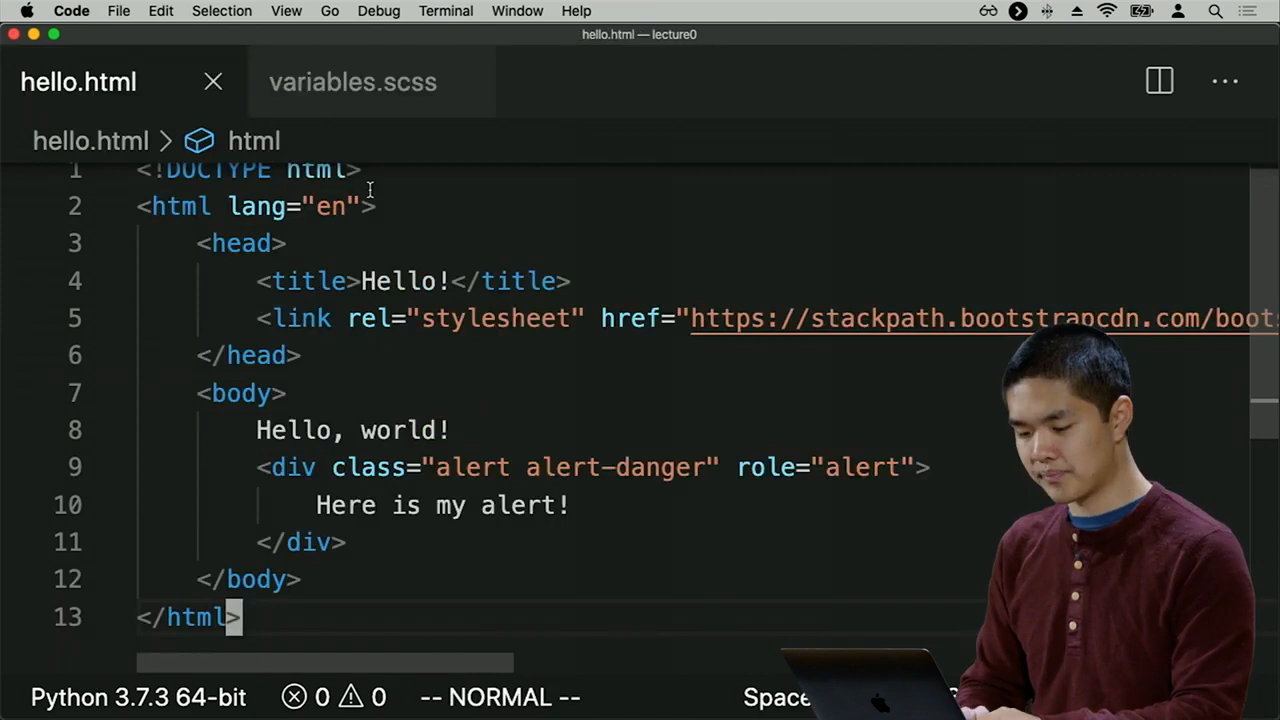 Code File Edit Selection View Go Debug Terminal Window Help
hello.html — lecture0
hello.html variables.scss
hello.html > html
1 <!DOCTYPE html>
2 <html lang="en">
3 <head>
4 <title>Hello!</title>
5 <link rel="stylesheet" href="https://stackpath.bootstrapcdn.com/boots
6 </head>
7 <body>
8 Hello, world!
9 <div class="alert alert-danger" role="alert">
10 Here is my alert!
11 </div>
12 </body>
13 </html>
Python 3.7.3 64-bit 0 0 -- NORMAL --